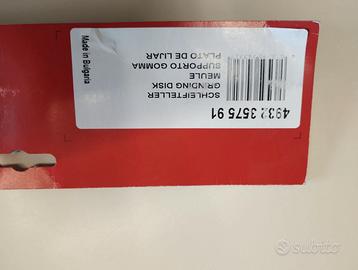 4932 3575 91
SCHLEIFTELLER
GRINDING DISK
MEULE
SUPPORTO GOMMA
PLATO DE LIJAR
Made in Bulgaria
subito